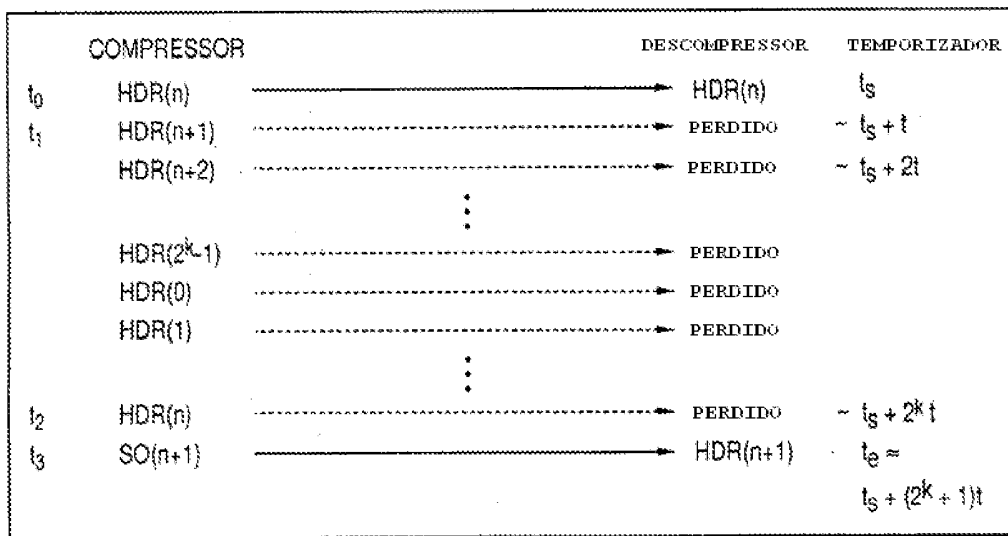 COMPRESSOR DESCOMPRESSOR TEMPORIZADOR
t₀ HDR(n) HDR(n) tₛ
t₁ HDR(n+1) PERDIDO ~ tₛ + t
HDR(n+2) PERDIDO ~ tₛ + 2t
HDR(2ᵏ-1) PERDIDO
HDR(0) PERDIDO
HDR(1) PERDIDO
t₂ HDR(n) PERDIDO ~ tₛ + 2ᵏ t
t₃ SO(n+1) HDR(n+1) tₑ ≈
tₛ + (2ᵏ + 1)t